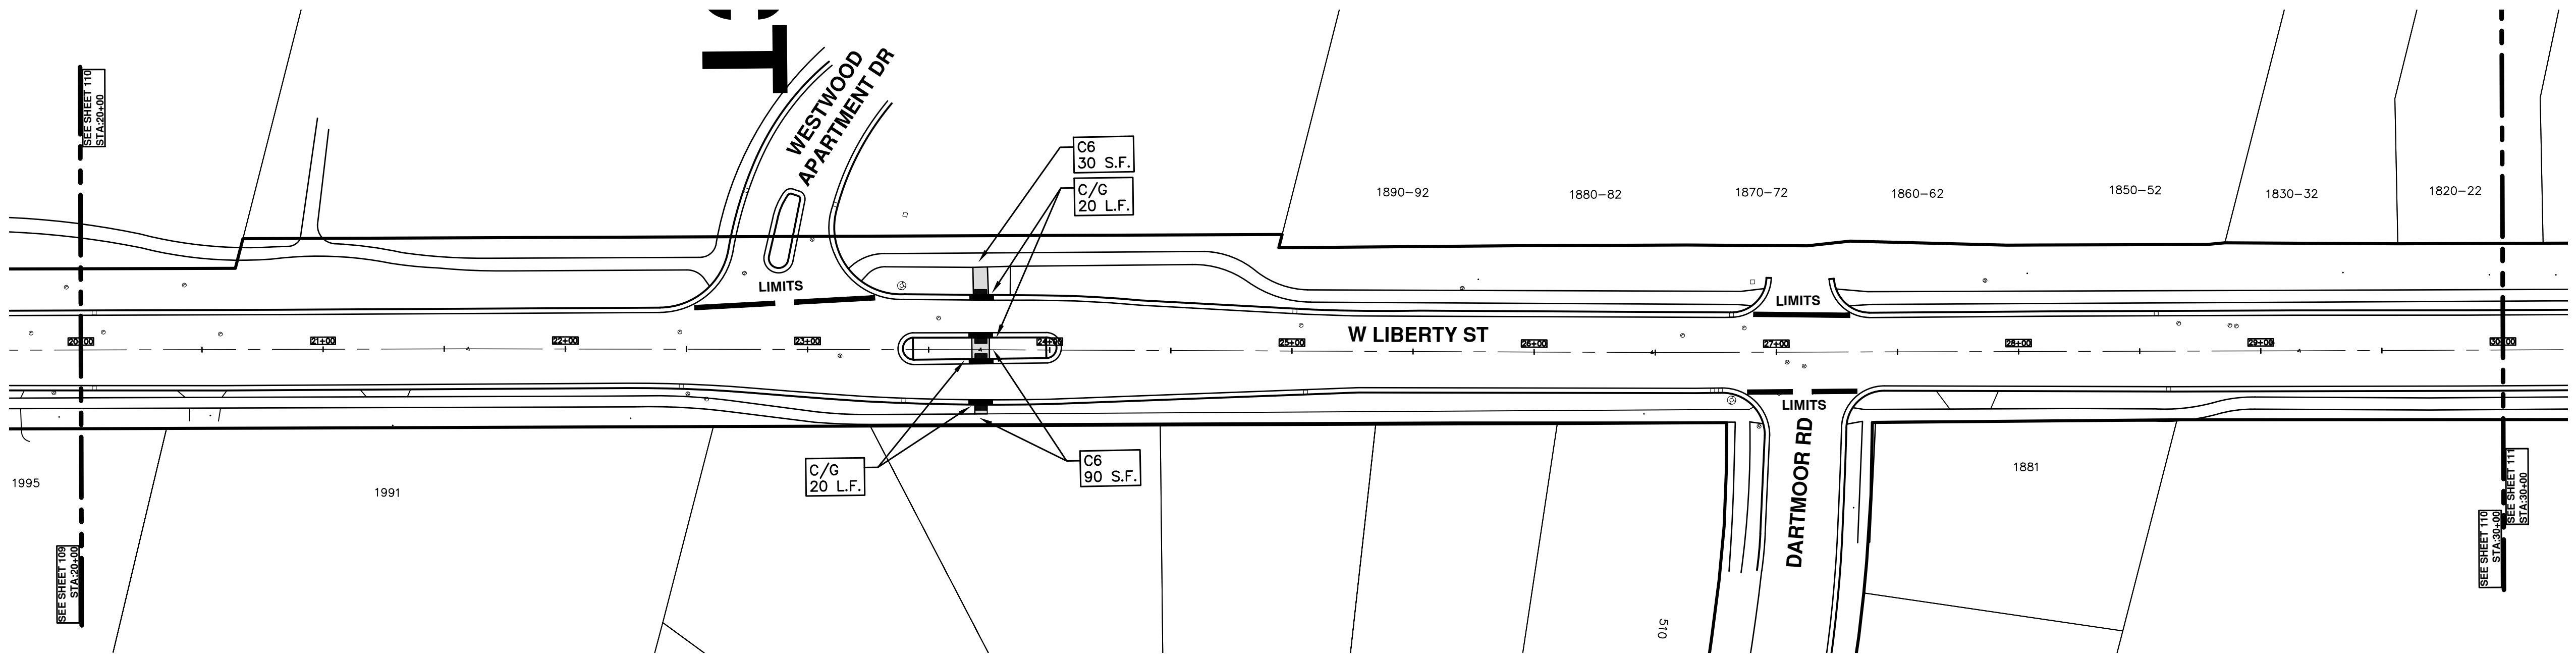 SEE SHEET 110
STA:20+00
WESTWOOD
APARTMENT DR
C6
30 S.F.
C/G
20 L.F.
1890-92
1880-82
1870-72
1860-62
1850-52
1830-32
1820-22
LIMITS
LIMITS
W LIBERTY ST
20+00
21+00
22+00
23+00
24+00
25+00
26+00
27+00
28+00
29+00
30+00
LIMITS
DARTMOOR RD
C/G
20 L.F.
C6
90 S.F.
1995
1991
1881
510
SEE SHEET 109
STA:20+00
SEE SHEET 111
STA:30+00
SEE SHEET 110
STA:30+00